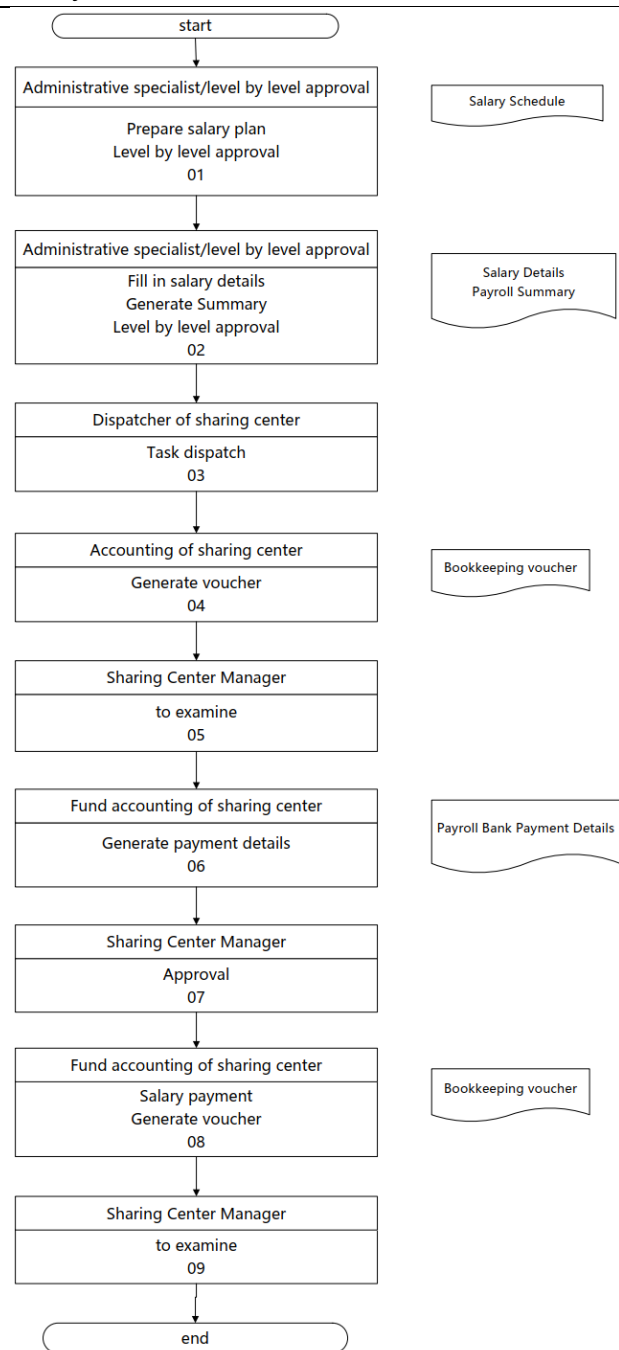 start
Administrative specialist/level by level approval
Salary Schedule
Prepare salary plan
Level by level approval
01
Administrative specialist/level by level approval
Fill in salary details
Generate Summary
Level by level approval
02
Salary Details
Payroll Summary
Dispatcher of sharing center
Task dispatch
03
Accounting of sharing center
Generate voucher
04
Bookkeeping voucher
Sharing Center Manager
to examine
05
Fund accounting of sharing center
Generate payment details
06
Payroll Bank Payment Details
Sharing Center Manager
Approval
07
Fund accounting of sharing center
Salary payment
Generate voucher
08
Bookkeeping voucher
Sharing Center Manager
to examine
09
end